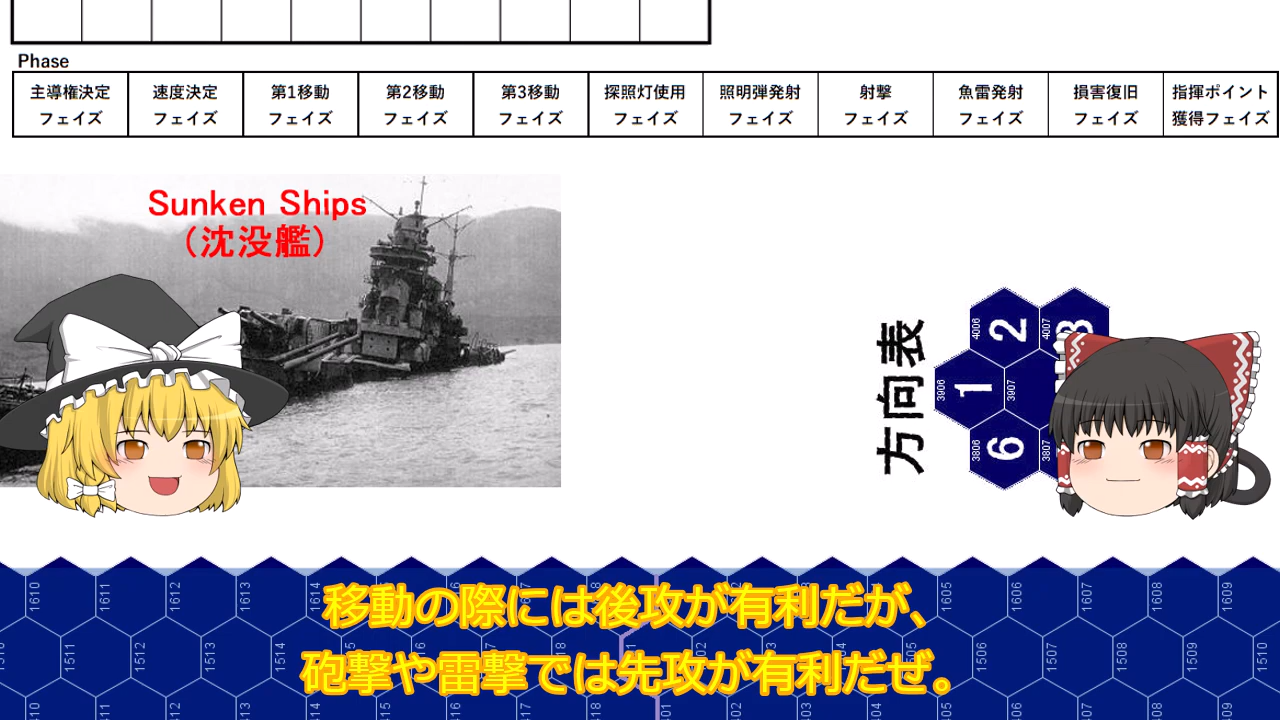 Phase
主導権決定 フェイズ
速度決定 フェイズ
第1移動 フェイズ
第2移動 フェイズ
第3移動 フェイズ
探照灯使用 フェイズ
照明弾発射 フェイズ
射撃 フェイズ
魚雷発射 フェイズ
損害復旧 フェイズ
指揮ポイント 獲得フェイズ
Sunken Ships
(沈没艦)
方向表
4006
2
4007
3
3906
1
3907
3806
6
3807
1610
1611
1612
1613
1614
1605
1606
1607
1608
1609
1511
1512
1513
1514
1506
1507
1508
1509
1510
移動の際には後攻が有利だが、
砲撃や雷撃では先攻が有利だぜ。